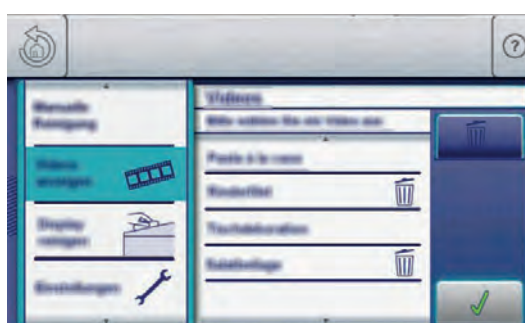 ?
Manuelle
Reinigung
Videos
anzeigen
Display
reinigen
Einstellungen
Videos
Bitte wählen Sie ein Video aus
Pasta à la casa
Rinderfilet
Tischdekoration
Salatbeilage